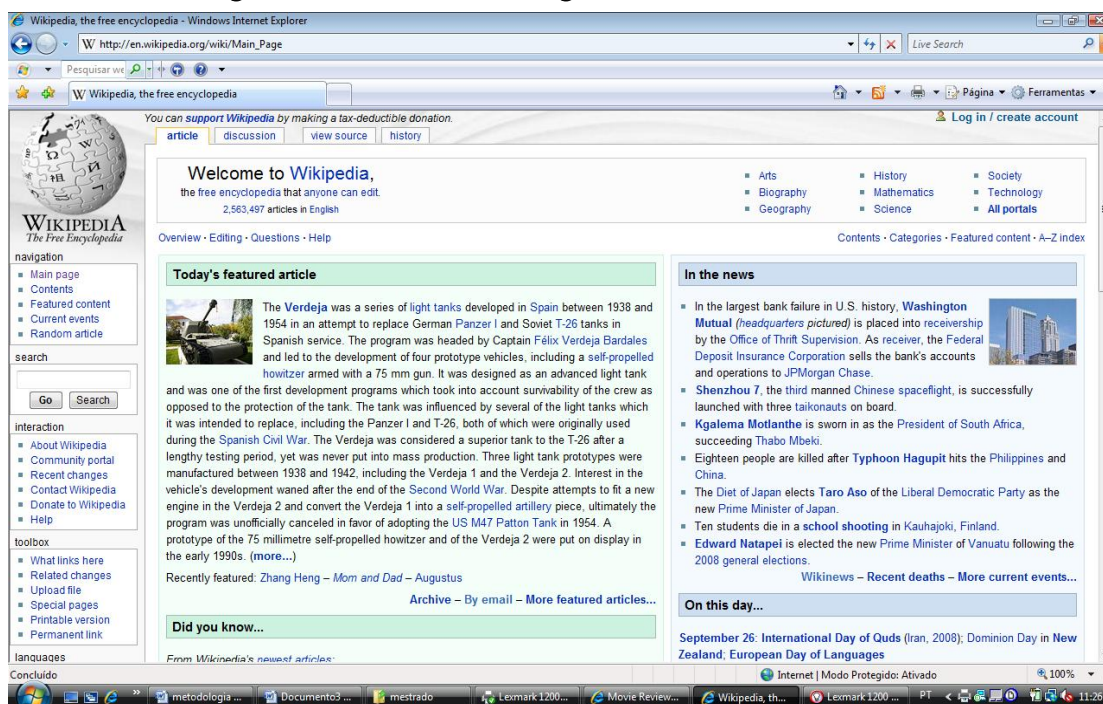 Wikipedia, the free encyclopedia - Windows Internet Explorer
http://en.wikipedia.org/wiki/Main_Page
Live Search
Pesquisar we
Wikipedia, the free encyclopedia
Página
Ferramentas
You can support Wikipedia by making a tax-deductible donation.
Log in / create account
article discussion view source history
WIKIPEDIA
The Free Encyclopedia
navigation
Main page
Contents
Featured content
Current events
Random article
search
Go Search
interaction
About Wikipedia
Community portal
Recent changes
Contact Wikipedia
Donate to Wikipedia
Help
toolbox
What links here
Related changes
Upload file
Special pages
Printable version
Permanent link
languages
Welcome to Wikipedia,
the free encyclopedia that anyone can edit.
2,563,497 articles in English
Arts
Biography
Geography
History
Mathematics
Science
Society
Technology
All portals
Overview · Editing · Questions · Help
Contents · Categories · Featured content · A–Z index
Today's featured article
The Verdeja was a series of light tanks developed in Spain between 1938 and
1954 in an attempt to replace German Panzer I and Soviet T-26 tanks in
Spanish service. The program was headed by Captain Félix Verdeja Bardales
and led to the development of four prototype vehicles, including a self-propelled
howitzer armed with a 75 mm gun. It was designed as an advanced light tank
and was one of the first development programs which took into account survivability of the crew as
opposed to the protection of the tank. The tank was influenced by several of the light tanks which
it was intended to replace, including the Panzer I and T-26, both of which were originally used
during the Spanish Civil War. The Verdeja was considered a superior tank to the T-26 after a
lengthy testing period, yet was never put into mass production. Three light tank prototypes were
manufactured between 1938 and 1942, including the Verdeja 1 and the Verdeja 2. Interest in the
vehicle's development waned after the end of the Second World War. Despite attempts to fit a new
engine in the Verdeja 2 and convert the Verdeja 1 into a self-propelled artillery piece, ultimately the
program was unofficially canceled in favor of adopting the US M47 Patton Tank in 1954. A
prototype of the 75 millimetre self-propelled howitzer and of the Verdeja 2 were put on display in
the early 1990s. (more...)
Recently featured: Zhang Heng – Mom and Dad – Augustus
Archive – By email – More featured articles...
Did you know...
From Wikipedia's newest articles:
In the news
In the largest bank failure in U.S. history, Washington
Mutual (headquarters pictured) is placed into receivership
by the Office of Thrift Supervision. As receiver, the Federal
Deposit Insurance Corporation sells the bank's accounts
and operations to JPMorgan Chase.
Shenzhou 7, the third manned Chinese spaceflight, is successfully
launched with three taikonauts on board.
Kgalema Motlanthe is sworn in as the President of South Africa,
succeeding Thabo Mbeki.
Eighteen people are killed after Typhoon Hagupit hits the Philippines and
China.
The Diet of Japan elects Taro Aso of the Liberal Democratic Party as the
new Prime Minister of Japan.
Ten students die in a school shooting in Kauhajoki, Finland.
Edward Natapei is elected the new Prime Minister of Vanuatu following the
2008 general elections.
Wikinews – Recent deaths – More current events...
On this day...
September 26: International Day of Quds (Iran, 2008); Dominion Day in New
Zealand; European Day of Languages
Concluído
Internet | Modo Protegido: Ativado
100%
metodologia ... Documento3 ... mestrado Lexmark 1200... Movie Review... Wikipedia, th... Lexmark 1200 ... PT 11:26